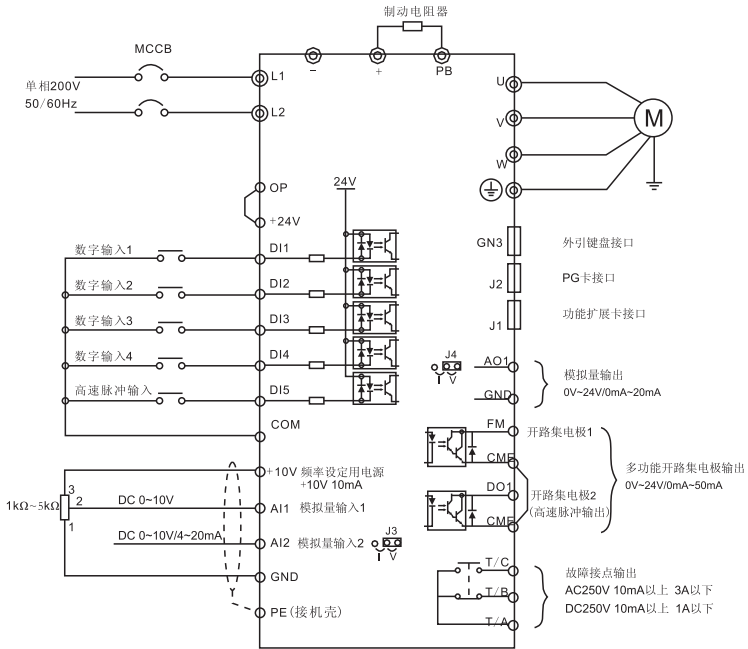 制动电阻器
MCCB
单相200V
50/60Hz
L1
L2
−
+
PB
U
V
W
M
OP
+24V
24V
数字输入1
DI1
数字输入2
DI2
数字输入3
DI3
数字输入4
DI4
高速脉冲输入
DI5
COM
GN3
外引键盘接口
J2
PG卡接口
J1
功能扩展卡接口
J4
I V
AO1
GND
模拟量输出
0V~24V/0mA~20mA
FM
开路集电极1
CME
DO1
开路集电极2
(高速脉冲输出)
CME
多功能开路集电极输出
0V~24V/0mA~50mA
+10V 频率设定用电源
+10V 10mA
3
2
1
1kΩ~5kΩ
DC 0~10V
AI1 模拟量输入1
DC 0~10V/4~20mA
AI2 模拟量输入2
J3
I V
GND
PE(接机壳)
T/C
T/B
T/A
故障接点输出
AC250V 10mA以上 3A以下
DC250V 10mA以上 1A以下